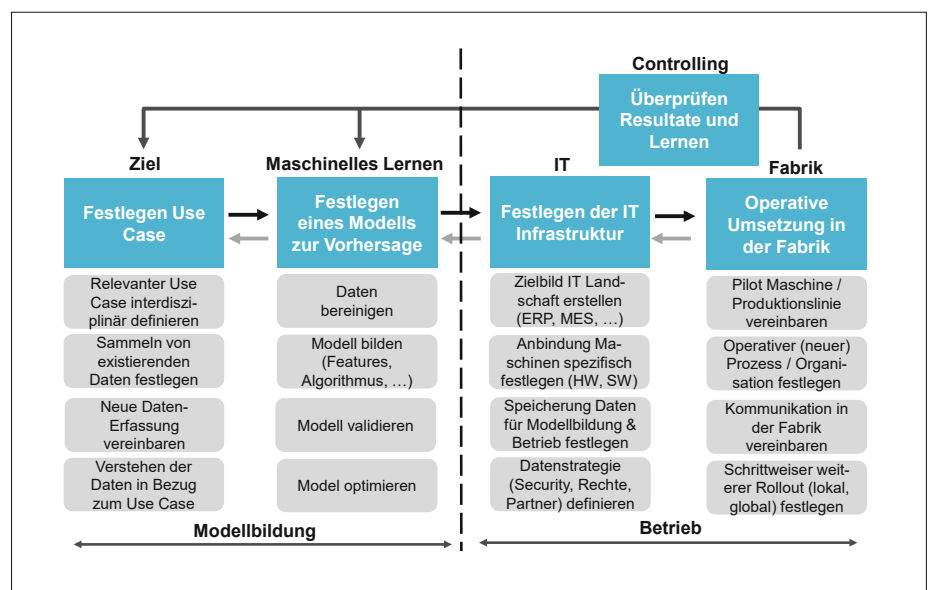 Controlling
Überprüfen
Resultate und
Lernen
Ziel
Maschinelles Lernen
IT
Fabrik
Festlegen Use
Case
Festlegen
eines Modells
zur Vorhersage
Festlegen der IT
Infrastruktur
Operative
Umsetzung in
der Fabrik
Relevanter Use
Case interdiszi-
plinär definieren
Sammeln von
existierenden
Daten festlegen
Neue Daten-
Erfassung
vereinbaren
Verstehen der
Daten in Bezug
zum Use Case
Daten
bereinigen
Modell bilden
(Features,
Algorithmus, ...)
Modell validieren
Model optimieren
Zielbild IT Land-
schaft erstellen
(ERP, MES, ...)
Anbindung Ma-
schinen spezifisch
festlegen (HW, SW)
Speicherung Daten
für Modellbildung &
Betrieb festlegen
Datenstrategie
(Security, Rechte,
Partner) definieren
Pilot Maschine /
Produktionslinie
vereinbaren
Operativer (neuer)
Prozess / Organi-
sation festlegen
Kommunikation in
der Fabrik
vereinbaren
Schrittweiser weit-
erer Rollout (lokal,
global) festlegen
Modellbildung
Betrieb